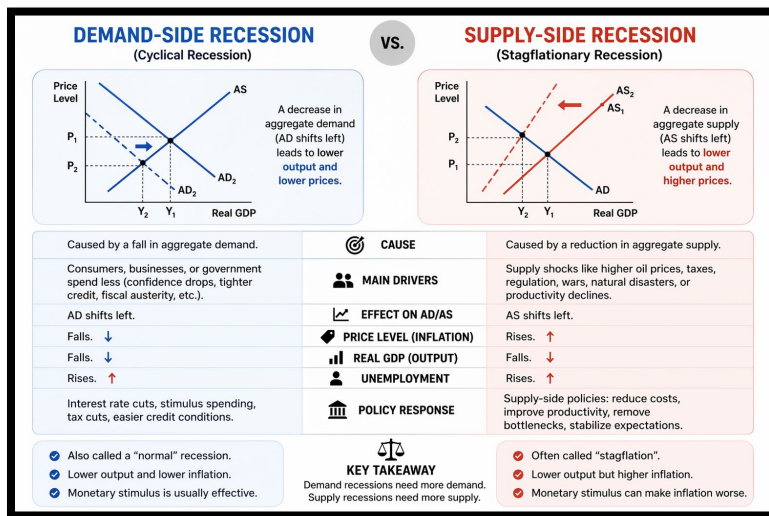 DEMAND-SIDE RECESSION
(Cyclical Recession)
VS.
SUPPLY-SIDE RECESSION
(Stagflationary Recession)
Price
Level
AS
P₁
P₂
AD₂
AD₂
Y₂
Y₁
Real GDP
A decrease in
aggregate demand
(AD shifts left)
leads to lower
output and
lower prices.
Price
Level
AS₂
AS₁
P₂
P₁
AD
Y₂
Y₁
Real GDP
A decrease in
aggregate supply
(AS shifts left)
leads to lower
output and
higher prices.
Caused by a fall in aggregate demand.
CAUSE
Caused by a reduction in aggregate supply.
Consumers, businesses, or government
spend less (confidence drops, tighter
credit, fiscal austerity, etc.).
MAIN DRIVERS
Supply shocks like higher oil prices, taxes,
regulation, wars, natural disasters, or
productivity declines.
AD shifts left.
EFFECT ON AD/AS
AS shifts left.
Falls. ↓
PRICE LEVEL (INFLATION)
Rises. ↑
Falls. ↓
REAL GDP (OUTPUT)
Falls. ↓
Rises. ↑
UNEMPLOYMENT
Rises. ↑
Interest rate cuts, stimulus spending,
tax cuts, easier credit conditions.
POLICY RESPONSE
Supply-side policies: reduce costs,
improve productivity, remove
bottlenecks, stabilize expectations.
Also called a “normal” recession.
Lower output and lower inflation.
Monetary stimulus is usually effective.
KEY TAKEAWAY
Demand recessions need more demand.
Supply recessions need more supply.
Often called “stagflation”.
Lower output but higher inflation.
Monetary stimulus can make inflation worse.